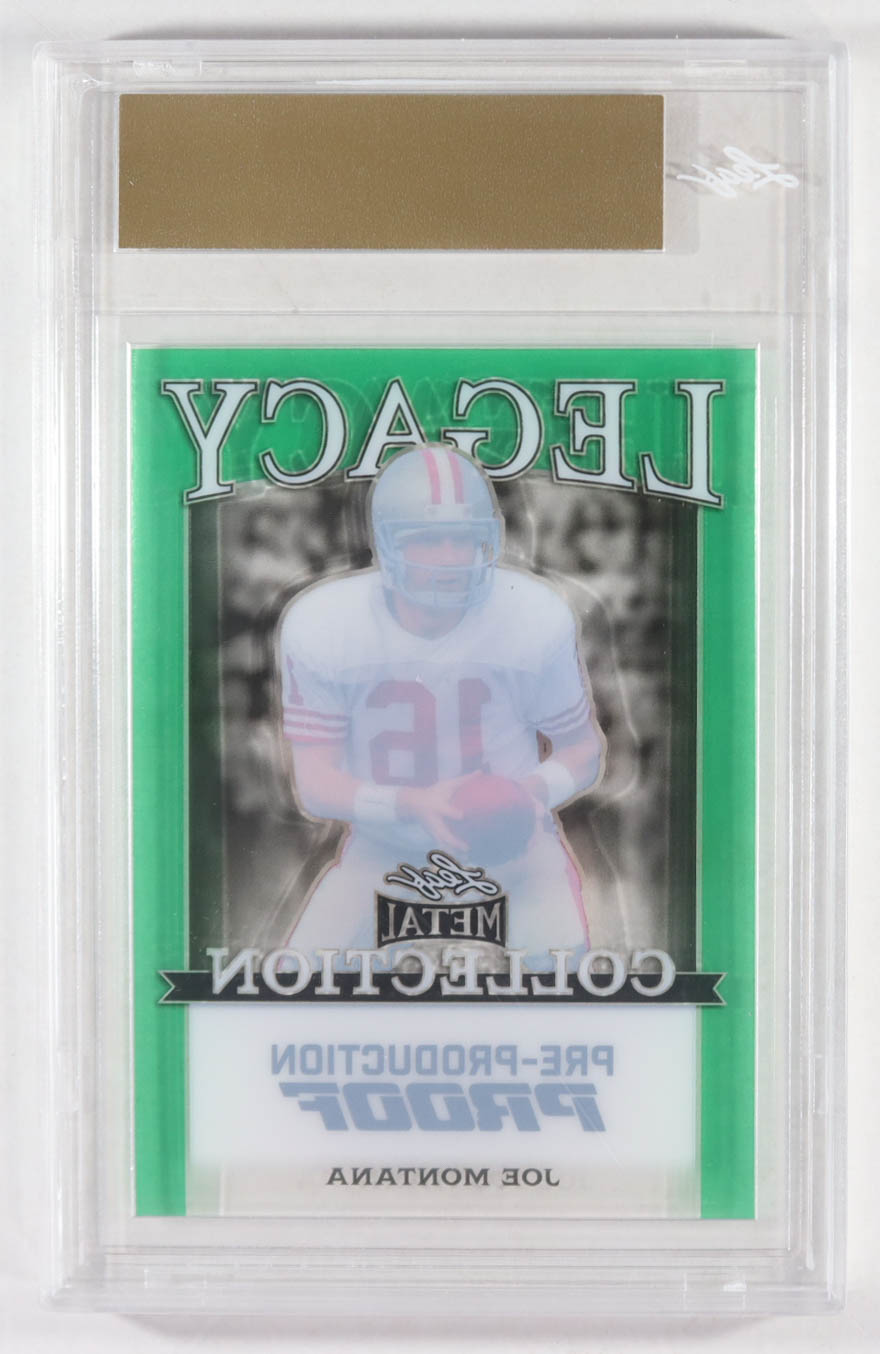 Leaf
LEGACY
16
Leaf
METAL
COLLECTION
PRE-PRODUCTION
PROOF
JOE MONTANA